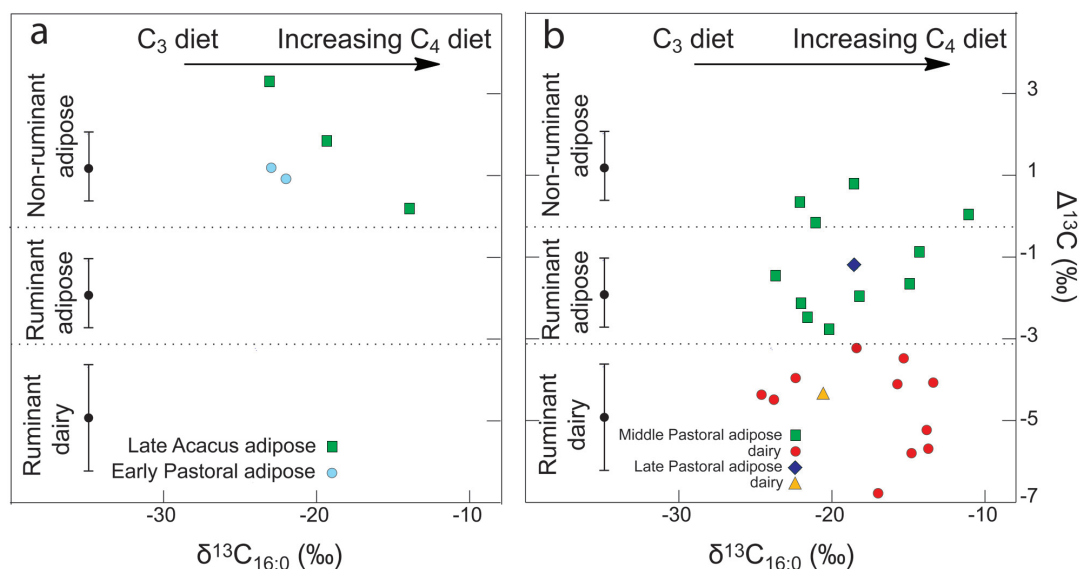 a
C₃ diet
Increasing C₄ diet
Non-ruminant
adipose
Ruminant
adipose
Ruminant
dairy
Late Acacus adipose
Early Pastoral adipose
-30
-20
-10
δ¹³C₁₆:₀ (‰)
b
C₃ diet
Increasing C₄ diet
Non-ruminant
adipose
Ruminant
adipose
Ruminant
dairy
Middle Pastoral adipose
dairy
Late Pastoral adipose
dairy
3
1
-1
-3
-5
-7
Δ¹³C (‰)
-30
-20
-10
δ¹³C₁₆:₀ (‰)